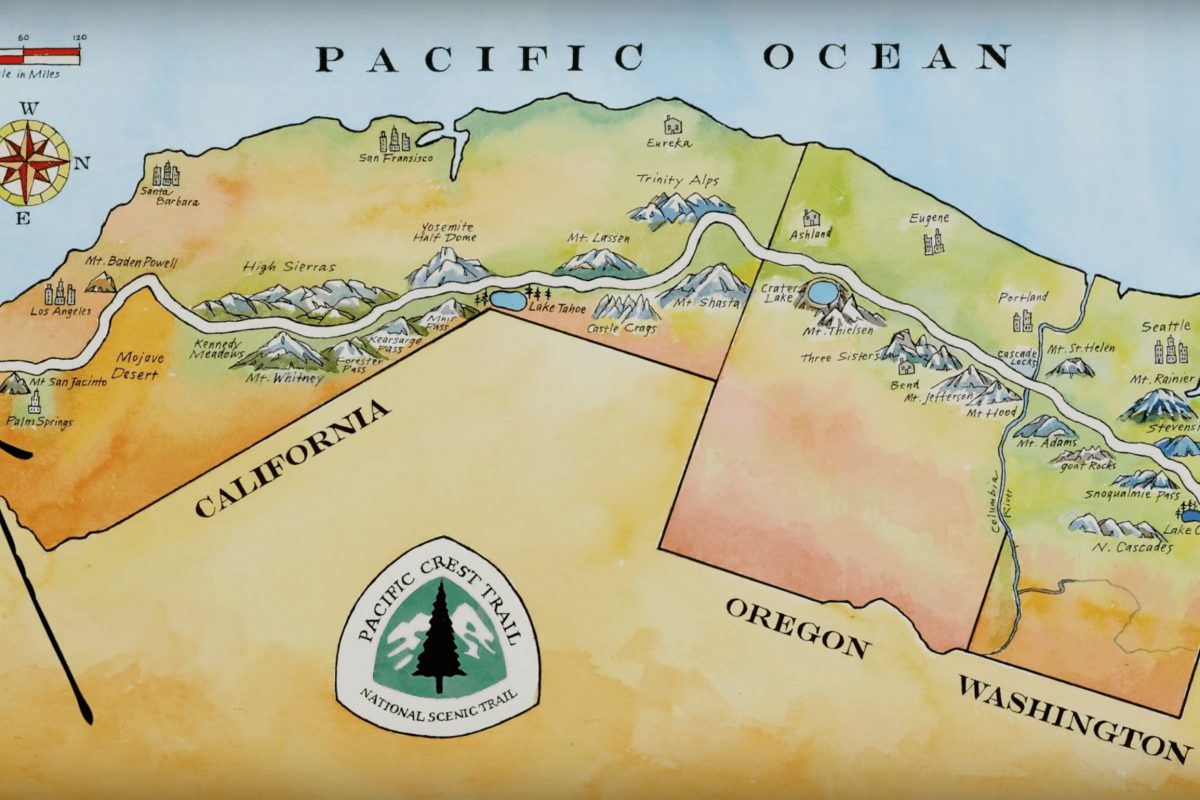 60 120
le in Miles
PACIFIC OCEAN
W
N
E
Santa
Barbara
San Fransisco
Eureka
Trinity Alps
Ashland
Eugene
Mt. Baden Powell
Los Angeles
High Sierras
Yosemite
Half Dome
Mt. Lassen
Crater
Lake
Portland
Seattle
Mt San Jacinto
Palm Springs
Mojave
Desert
Kennedy
Meadows
Mt. Whitney
Forester
Pass
Kearsarge
Pass
Muir
Pass
Lake Tahoe
Castle Crags
Mt. Shasta
Mt. Thielsen
Three Sisters
Bend
Mt. Jefferson
Mt Hood
Cascade
Locks
Mt. St. Helen
Mt. Rainier
Stevens
Mt. Adams
goat Rocks
Snoqualmie Pass
Lake C
N. Cascades
Columbia
River
CALIFORNIA
OREGON
WASHINGTON
PACIFIC CREST TRAIL
NATIONAL SCENIC TRAIL